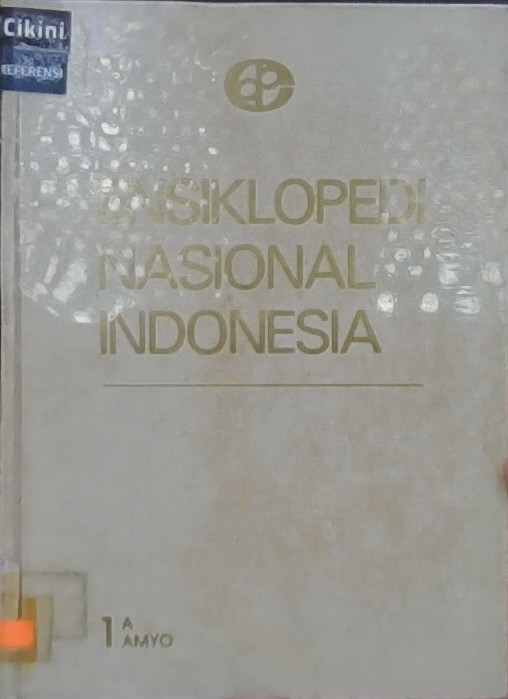 Cikini
REFERENSI
ENSIKLOPEDI
NASIONAL
INDONESIA
1 A
AMYO